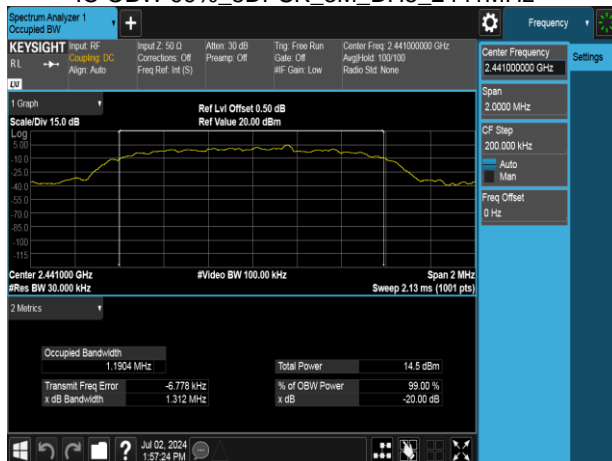 Spectrum Analyzer 1
Occupied BW
Frequency
KEYSIGHT
RL
Input: RF
Coupling: DC
Align: Auto
Input Z: 50 Ω
Corrections: Off
Freq Ref: Int (S)
Atten: 30 dB
Preamp: Off
Trig: Free Run
Gate: Off
#IF Gain: Low
Center Freq: 2.441000000 GHz
Avg|Hold: 100/100
Radio Std: None
LXI
Center Frequency
2.441000000 GHz
Settings
Span
2.0000 MHz
CF Step
200.000 kHz
Auto
Man
Freq Offset
0 Hz
1 Graph
Scale/Div 15.0 dB
Ref Lvl Offset 0.50 dB
Ref Value 20.00 dBm
Log
5.00
-10.0
-25.0
-40.0
-55.0
-70.0
-85.0
-100
-115
Center 2.441000 GHz
#Video BW 100.00 kHz
Span 2 MHz
#Res BW 30.000 kHz
Sweep 2.13 ms (1001 pts)
2 Metrics
Occupied Bandwidth
1.1904 MHz
Total Power 14.5 dBm
Transmit Freq Error -6.778 kHz
% of OBW Power 99.00 %
x dB Bandwidth 1.312 MHz
x dB -20.00 dB
?
Jul 02, 2024
1:57:24 PM